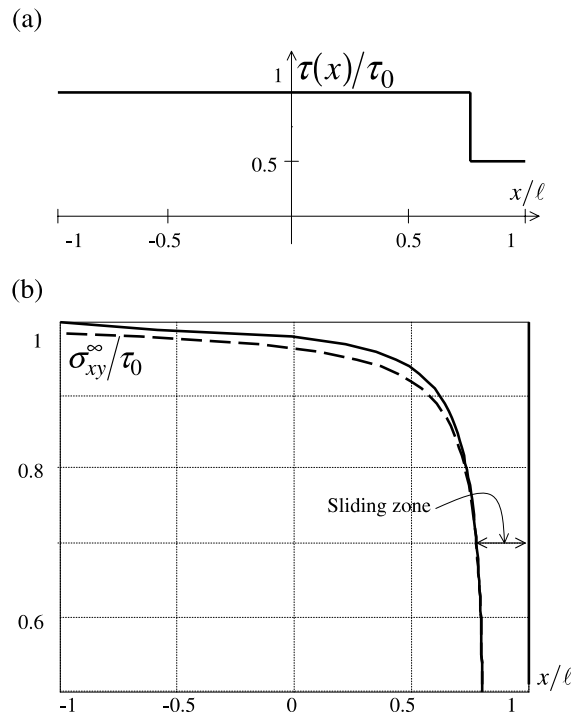 (a)
1
τ(x)/τ₀
0.5
x/ℓ
-1 -0.5 0 0.5 1
(b)
1
σ∞xy/τ₀
0.8
Sliding zone
0.6
x/ℓ
-1 -0.5 0 0.5 1